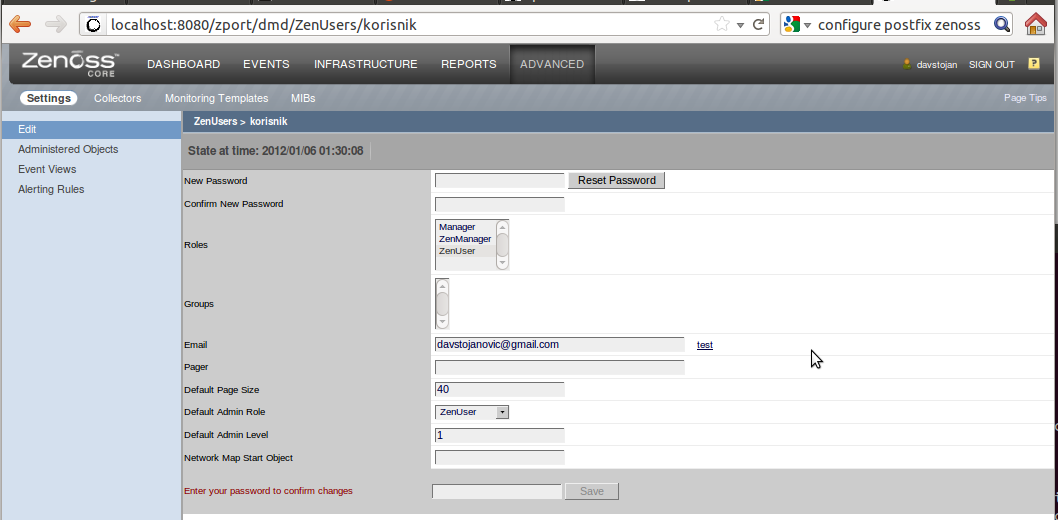 localhost:8080/zport/dmd/ZenUsers/korisnik
configure postfix zenoss
Zenoss CORE
DASHBOARD EVENTS INFRASTRUCTURE REPORTS ADVANCED
davstojan SIGN OUT ?
Settings Collectors Monitoring Templates MIBs Page Tips
Edit
Administered Objects
Event Views
Alerting Rules
ZenUsers > korisnik
State at time: 2012/01/06 01:30:08
New Password Reset Password
Confirm New Password
Roles
Manager
ZenManager
ZenUser
Groups
Email davstojanovic@gmail.com test
Pager
Default Page Size 40
Default Admin Role ZenUser
Default Admin Level 1
Network Map Start Object
Enter your password to confirm changes Save